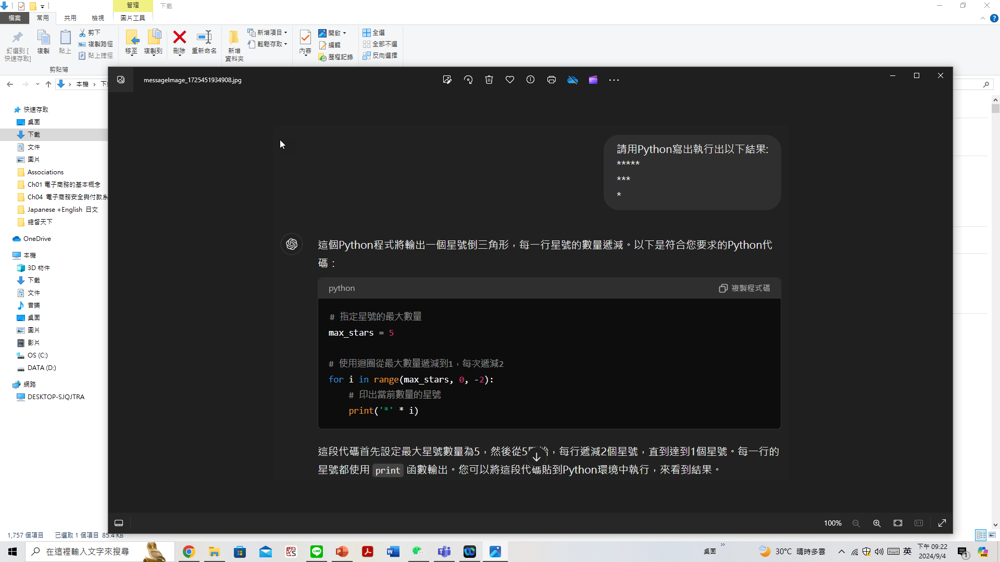 管理
下載
檔案
常用
共用
檢視
圖片工具
釘選到 [
快速存取]
複製
貼上
剪下
複製路徑
貼上捷徑
剪貼簿
移至
複製到
刪除
重新命名
新增
資料夾
新增項目
輕鬆存取
內容
開啟
編輯
歷程記錄
全選
全部不選
反向選擇
本機
messageImage_1725451934908.jpg
快速存取
桌面
下載
文件
圖片
Associations
Ch01 電子商務的基本概念
Ch04 電子商務安全與付款系
Japanese +English 日文
總督天下
OneDrive
本機
3D 物件
下載
文件
音樂
桌面
圖片
影片
OS (C:)
DATA (D:)
網路
DESKTOP-SJQJTRA
請用Python寫出執行出以下結果:
*****
***
*
這個Python程式將輸出一個星號倒三角形，每一行星號的數量遞減。以下是符合您要求的Python代
碼：
python
複製程式碼
# 指定星號的最大數量
max_stars = 5
# 使用迴圈從最大數量遞減到1，每次遞減2
for i in range(max_stars, 0, -2):
# 印出當前數量的星號
print('*' * i)
這段代碼首先設定最大星號數量為5，然後從5，每行遞減2個星號，直到達到1個星號。每一行的
星號都使用 print 函數輸出。您可以將這段代碼貼到Python環境中執行，來看到結果。
100%
1,757 個項目 已選取 1 個項目 85.4 KB
在這裡輸入文字來搜尋
桌面
30°C 晴時多雲
英
下午 09:22
2024/9/4
1